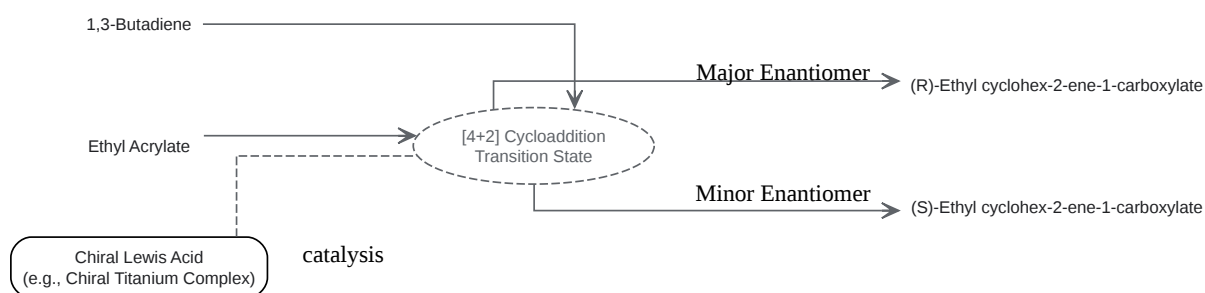 1,3-Butadiene
Major Enantiomer
(R)-Ethyl cyclohex-2-ene-1-carboxylate
Ethyl Acrylate
[4+2] Cycloaddition
Transition State
Minor Enantiomer
(S)-Ethyl cyclohex-2-ene-1-carboxylate
Chiral Lewis Acid
(e.g., Chiral Titanium Complex)
catalysis